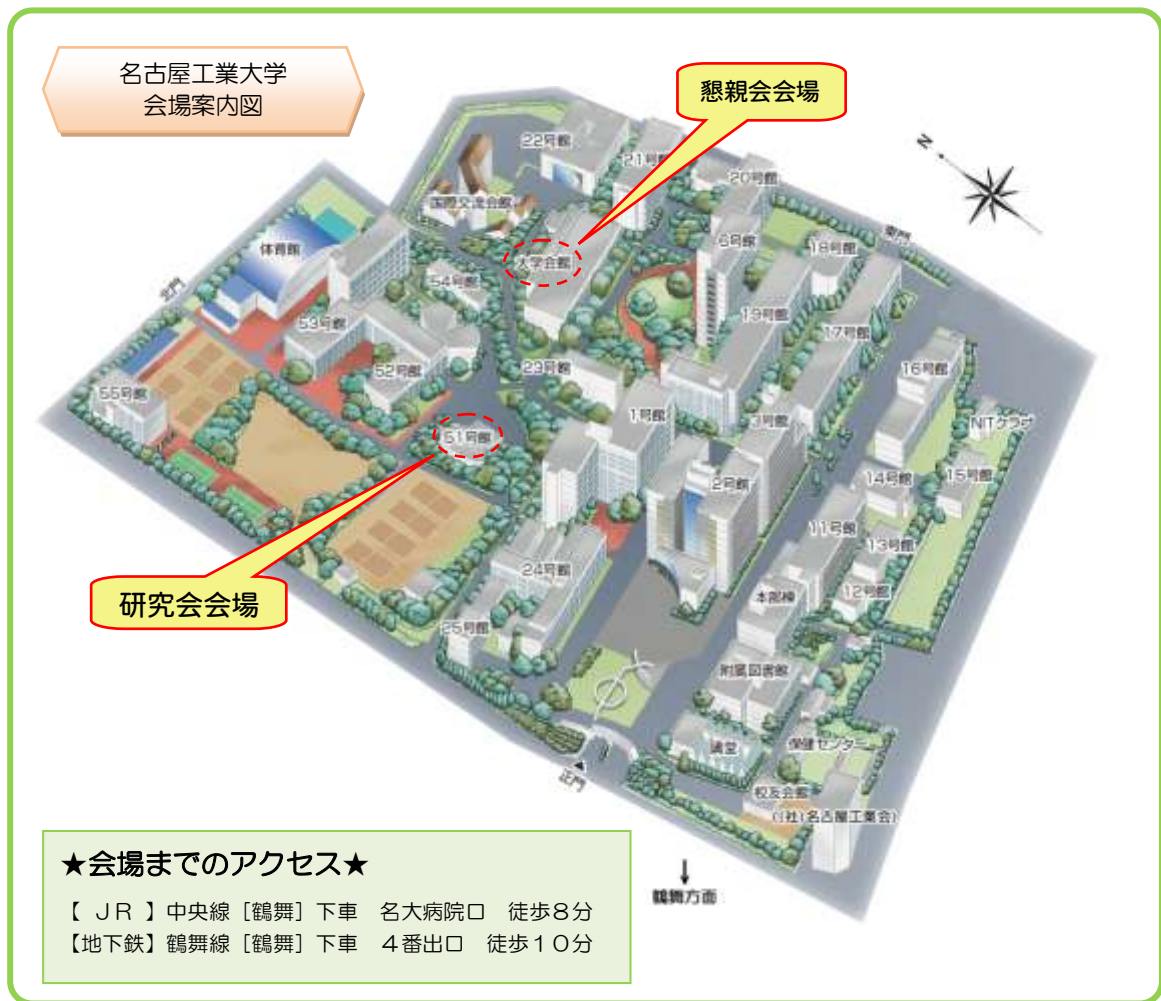 名古屋工業大学
会場案内図
懇親会会場
N
22号館
21号館
20号館
国際交流会館
東門
6号館
18号館
体育館
大学会館
54号館
北門
19号館
17号館
53号館
52号館
23号館
16号館
55号館
1号館
3号館
51号館
NITクラブ
2号館
14号館
15号館
11号館
13号館
24号館
12号館
本部棟
研究会会場
25号館
附属図書館
講堂
保健センター
正門
校友会館
((社)名古屋工業会)
鶴舞方面
★会場までのアクセス★
【 JR 】中央線[鶴舞]下車 名大病院口 徒歩8分
【地下鉄】鶴舞線[鶴舞]下車 4番出口 徒歩10分